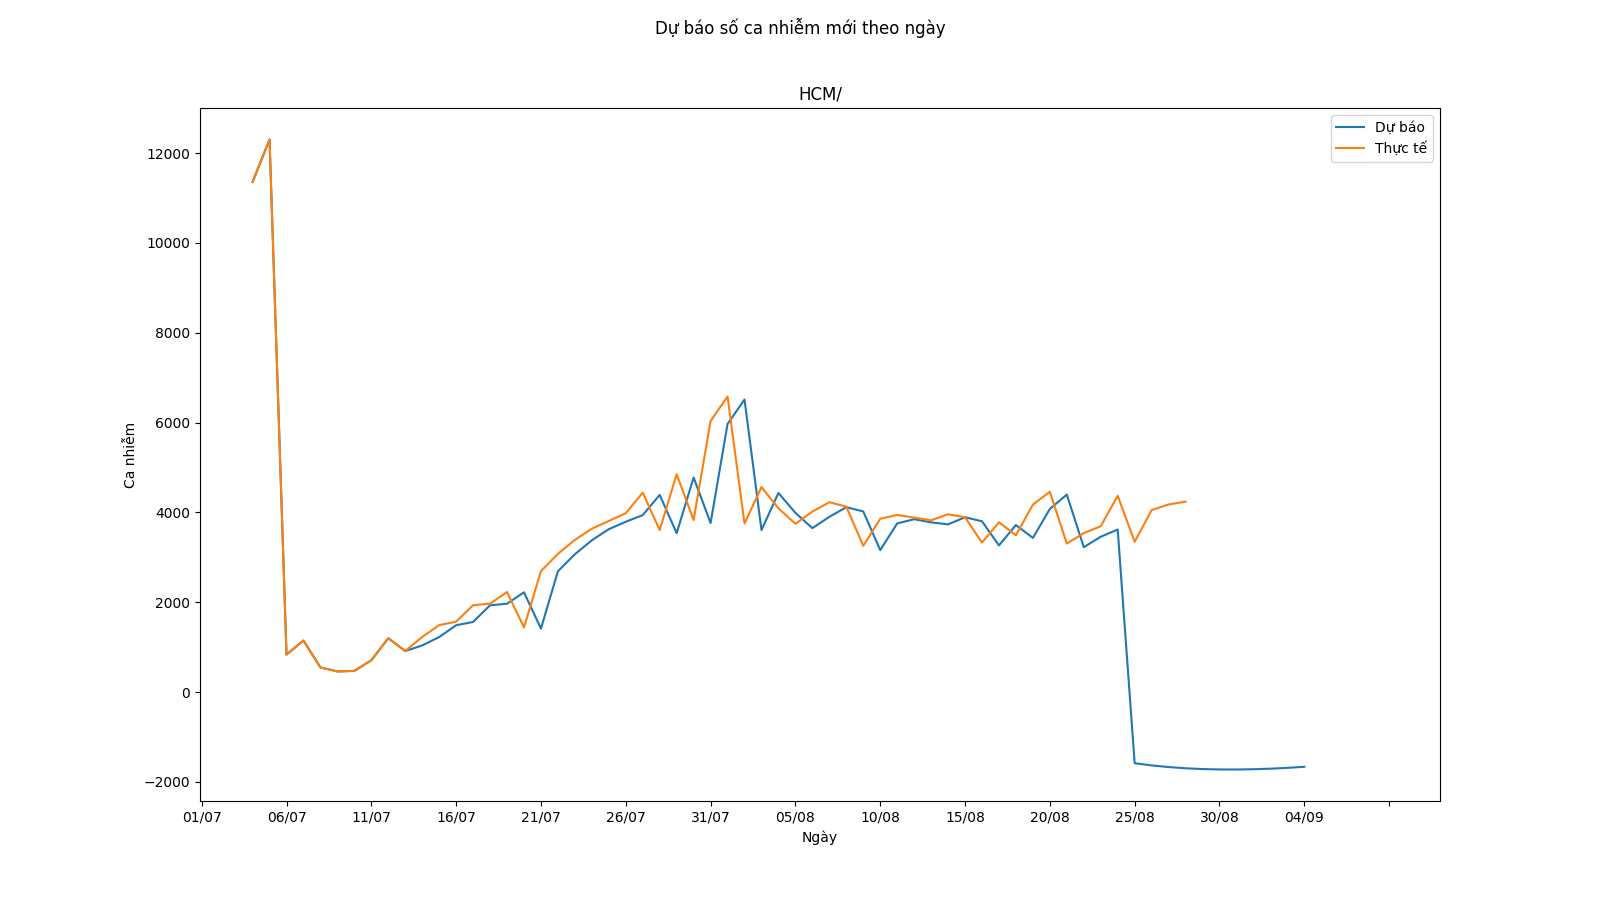 Dự báo số ca nhiễm mới theo ngày
HCM/
Dự báo
Thực tế
12000
10000
8000
6000
4000
2000
0
−2000
Ca nhiễm
01/07 06/07 11/07 16/07 21/07 26/07 31/07 05/08 10/08 15/08 20/08 25/08 30/08 04/09
Ngày